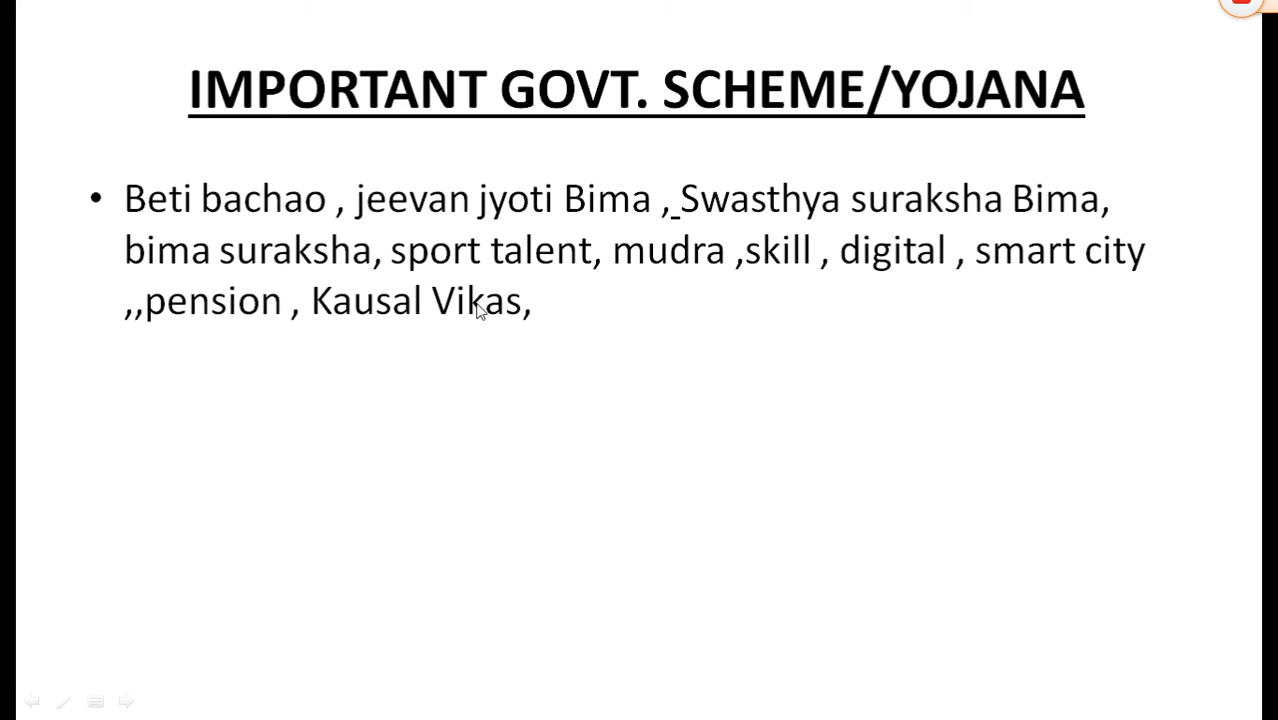 IMPORTANT GOVT. SCHEME/YOJANA
• Beti bachao , jeevan jyoti Bima , Swasthya suraksha Bima,
bima suraksha, sport talent, mudra ,skill , digital , smart city
,,pension , Kausal Vikas,